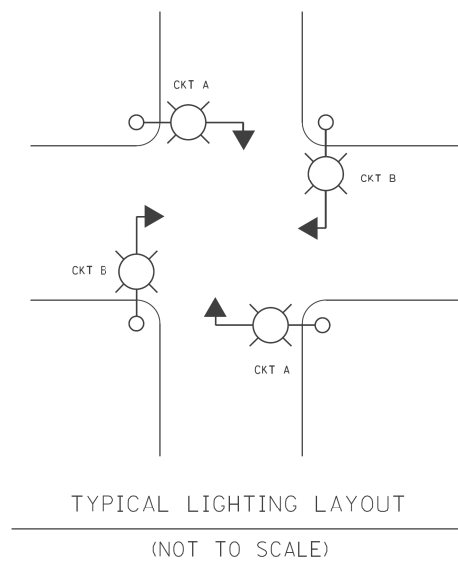 CKT A
CKT B
CKT B
CKT A
TYPICAL LIGHTING LAYOUT
(NOT TO SCALE)